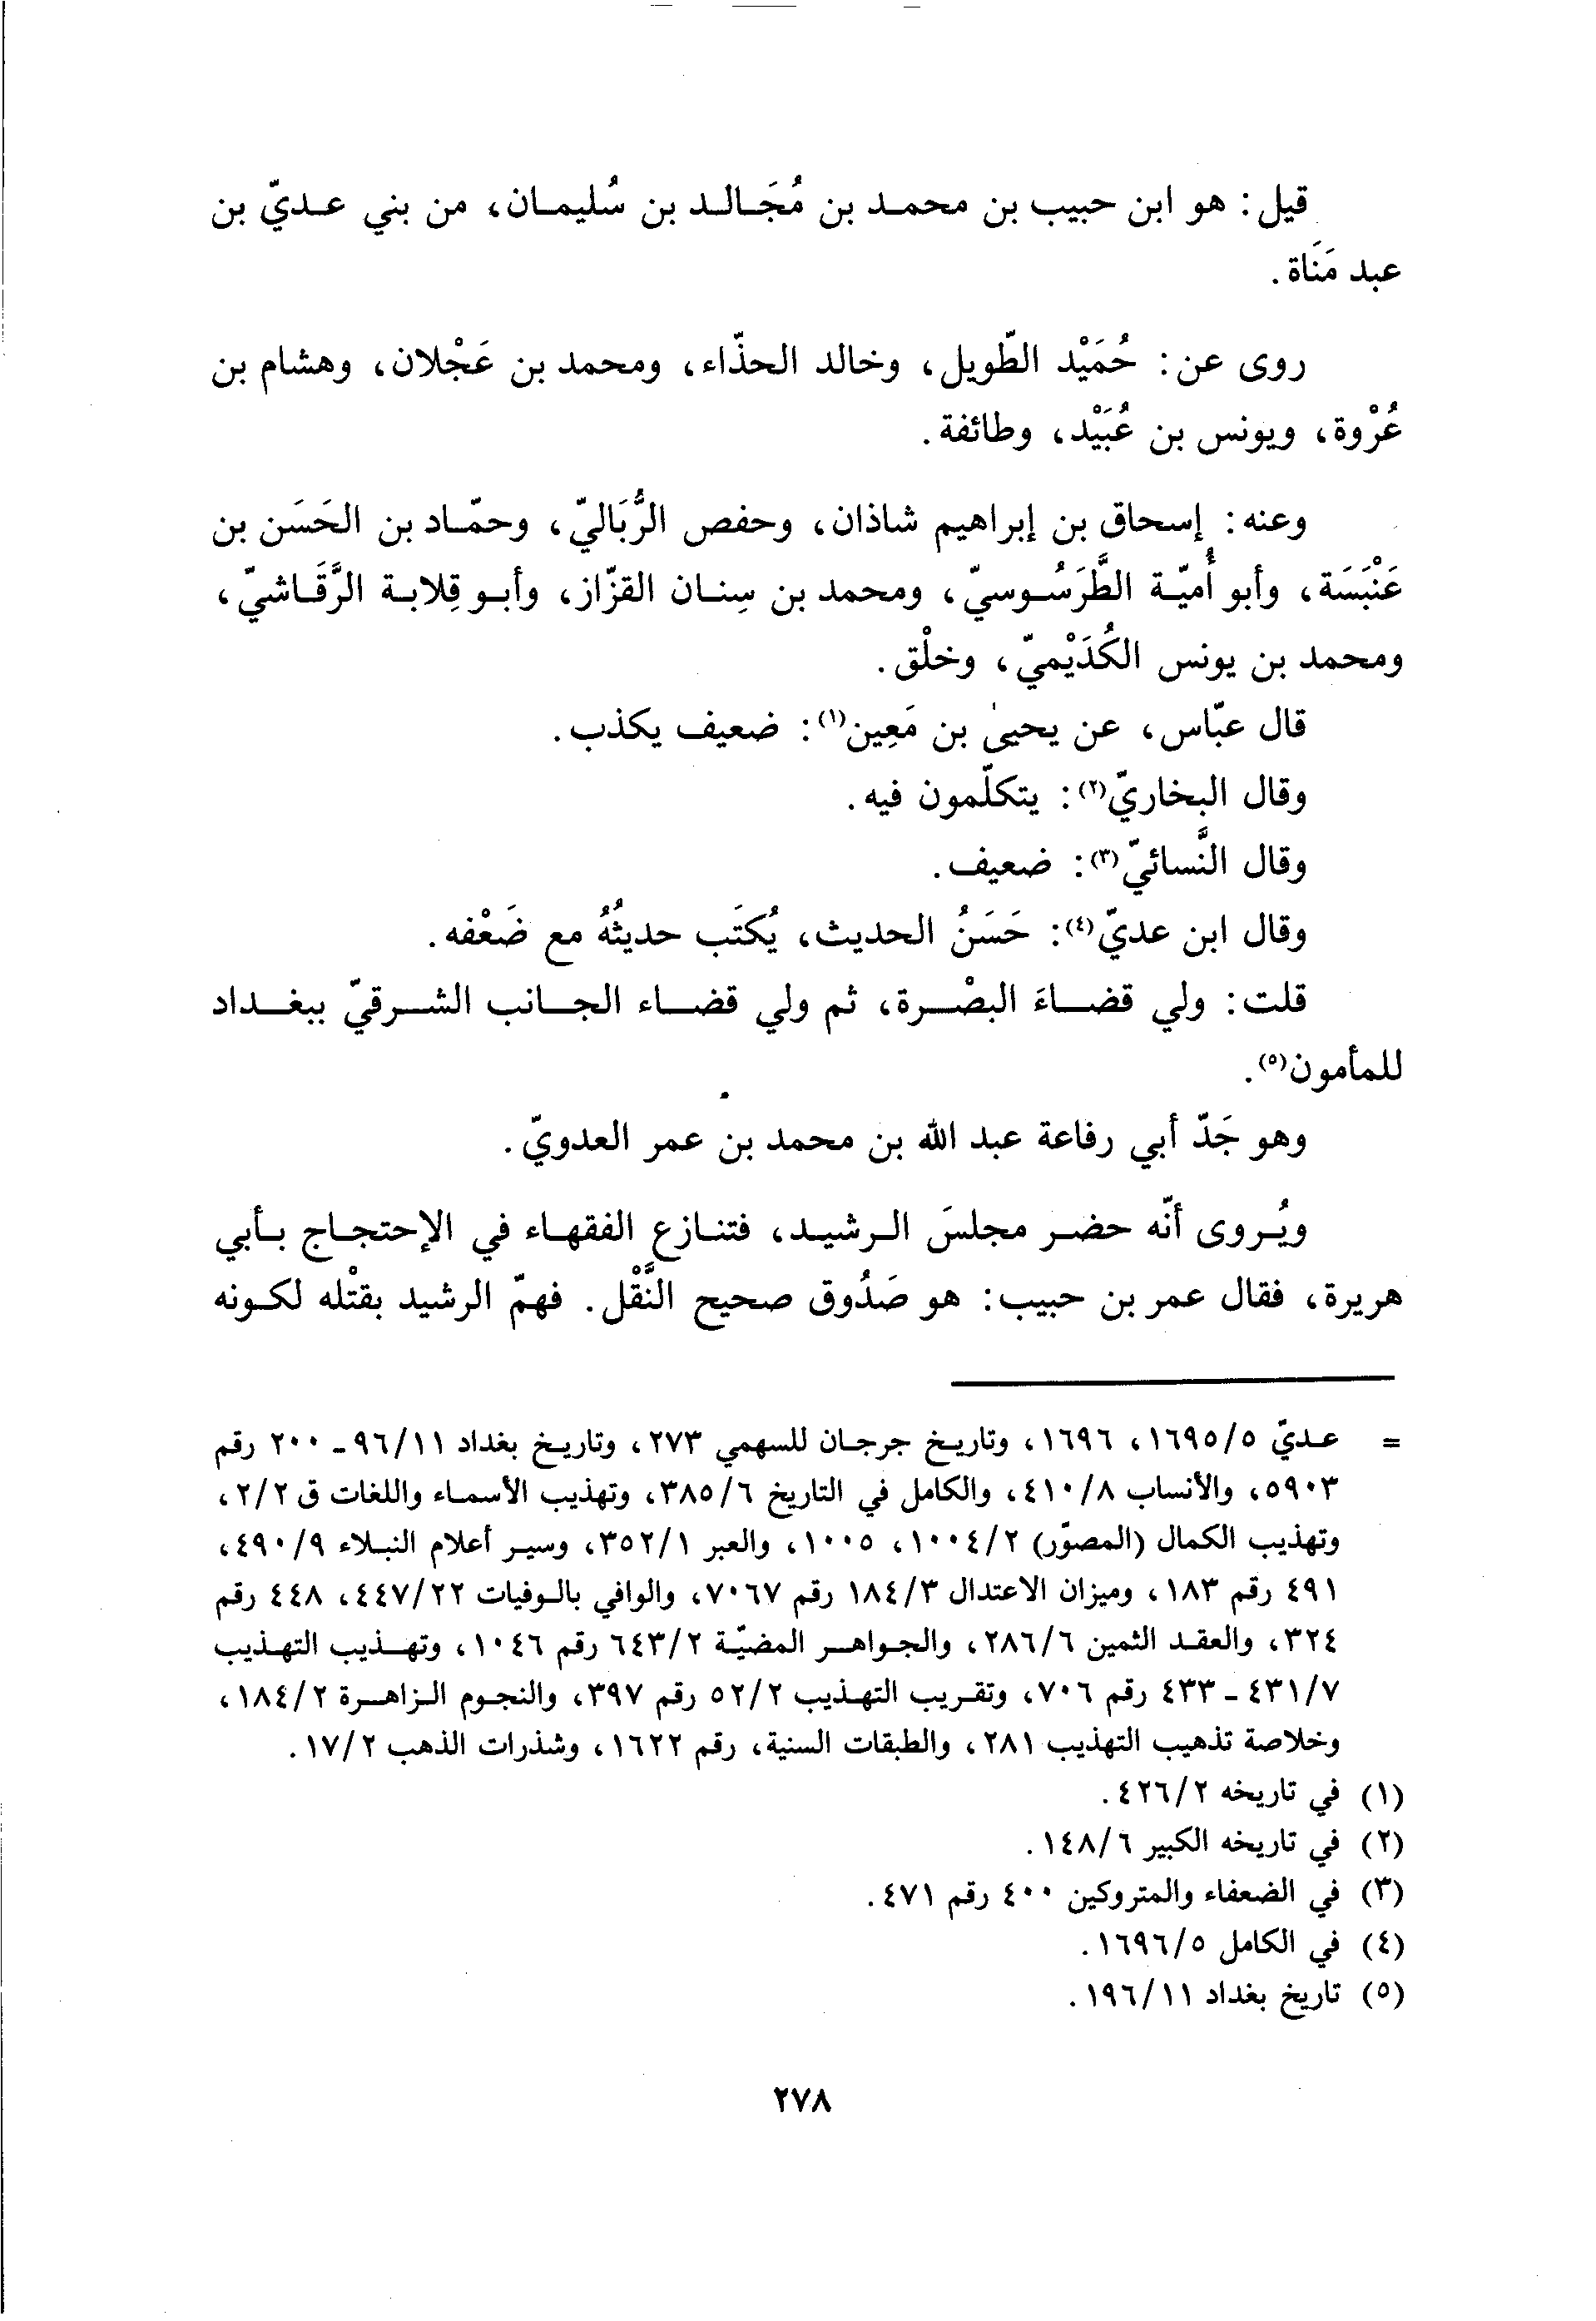 قيل: هو ابن حبيب بن محمد بن مُجَالد بن سُليمان، من بني عديّ بن
عبد مَنَاة.
روى عن: حُمَيْد الطّويل، وخالد الحذّاء، ومحمد بن عَجْلان، وهشام بن
عُرْوة، ويونس بن عُبَيْد، وطائفة.
وعنه: إسحاق بن إبراهيم شاذان، وحفص الرُّبَاليّ، وحمّاد بن الحَسَن بن
عَنْبَسَة، وأبو أُميّة الطَّرَسُوسيّ، ومحمد بن سِنان القزّاز، وأبو قِلابة الرَّقَاشيّ،
ومحمد بن يونس الكُدَيْميّ، وخلْق.
قال عبّاس، عن يحيىٰ بن مَعِين(١): ضعيف يكذب.
وقال البخاريّ(٢): يتكلّمون فيه.
وقال النَّسائيّ(٣): ضعيف.
وقال ابن عديّ(٤): حَسَنُ الحديث، يُكتَب حديثُهُ مع ضَعْفه.
قلت: ولي قضاءَ البصْرة، ثم ولي قضاء الجانب الشرقيّ ببغداد
للمأمون(٥).
وهو جَدّ أبي رفاعة عبد الله بن محمد بن عمر العدويّ.
ويُروى أنّه حضر مجلسَ الرشيد، فتنازع الفقهاء في الإحتجاج بأبي
هريرة، فقال عمر بن حبيب: هو صَدُوق صحيح النَّقْل. فهمّ الرشيد بقتْله لكونه
= عديّ ١٦٩٥/٥، ١٦٩٦، وتاريخ جرجان للسهمي ٢٧٣، وتاريخ بغداد ٩٦/١١ - ٢٠٠ رقم
٥٩٠٣، والأنساب ٤١٠/٨، والكامل في التاريخ ٣٨٥/٦، وتهذيب الأسماء واللغات ق ٢/٢،
وتهذيب الكمال (المصوّر) ١٠٠٤/٢، ١٠٠٥، والعبر ٣٥٢/١، وسير أعلام النبلاء ٤٩٠/٩،
٤٩١ رقم ١٨٣، وميزان الاعتدال ١٨٤/٣ رقم ٧٠٦٧، والوافي بالوفيات ٤٤٧/٢٢، ٤٤٨ رقم
٣٢٤، والعقد الثمين ٢٨٦/٦، والجواهر المضيّة ٦٤٣/٢ رقم ١٠٤٦، وتهذيب التهذيب
٤٣١/٧ - ٤٣٣ رقم ٧٠٦، وتقريب التهذيب ٥٢/٢ رقم ٣٩٧، والنجوم الزاهرة ١٨٤/٢،
وخلاصة تذهيب التهذيب ٢٨١، والطبقات السنية، رقم ١٦٢٢، وشذرات الذهب ١٧/٢.
(١) في تاريخه ٤٢٦/٢.
(٢) في تاريخه الكبير ١٤٨/٦.
(٣) في الضعفاء والمتروكين ٤٠٠ رقم ٤٧١.
(٤) في الكامل ١٦٩٦/٥.
(٥) تاريخ بغداد ١٩٦/١١.
٢٧٨